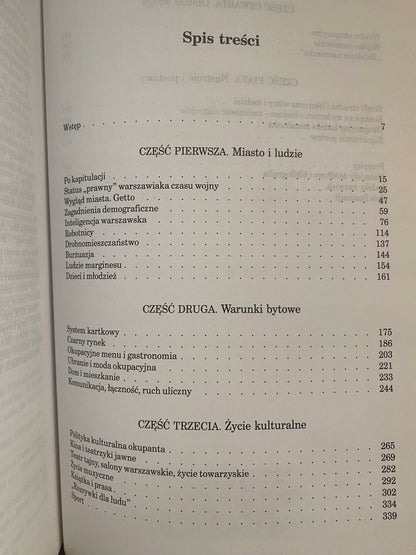 Spis treści
Wstęp . . . . . . . . . . . . . . . . . . . . 7
CZĘŚĆ PIERWSZA. Miasto i ludzie
Po kapitulacji . . . . . . . . . . . . . . . . . . 15
Status „prawny” warszawiaka czasu wojny . . . . . . . . . . 25
Wygląd miasta. Getto . . . . . . . . . . . . . . . . 47
Zagadnienia demograficzne . . . . . . . . . . . . . . 59
Inteligencja warszawska . . . . . . . . . . . . . . . 76
Robotnicy . . . . . . . . . . . . . . . . . . . 114
Drobnomieszczaństwo . . . . . . . . . . . . . . . . 137
Burżuazja . . . . . . . . . . . . . . . . . . . 144
Ludzie marginesu . . . . . . . . . . . . . . . . . 154
Dzieci i młodzież . . . . . . . . . . . . . . . . . 161
CZĘŚĆ DRUGA. Warunki bytowe
System kartkowy . . . . . . . . . . . . . . . . . 175
Czarny rynek . . . . . . . . . . . . . . . . . . 186
Okupacyjne menu i gastronomia . . . . . . . . . . . . . 203
Ubranie i moda okupacyjna . . . . . . . . . . . . . . 221
Dom i mieszkanie . . . . . . . . . . . . . . . . . 233
Komunikacja, łączność, ruch uliczny . . . . . . . . . . . 244
CZĘŚĆ TRZECIA. Życie kulturalne
Polityka kulturalna okupanta . . . . . . . . . . . . . 265
Kina i teatrzyki jawne . . . . . . . . . . . . . . . 269
Teatr tajny, salony warszawskie, życie towarzyskie . . . . . . . 282
Życie muzyczne . . . . . . . . . . . . . . . . . . 292
Książka i prasa . . . . . . . . . . . . . . . . . . 302
„Rozrywki dla ludu” . . . . . . . . . . . . . . . . 334
Sport . . . . . . . . . . . . . . . . . . . . 339